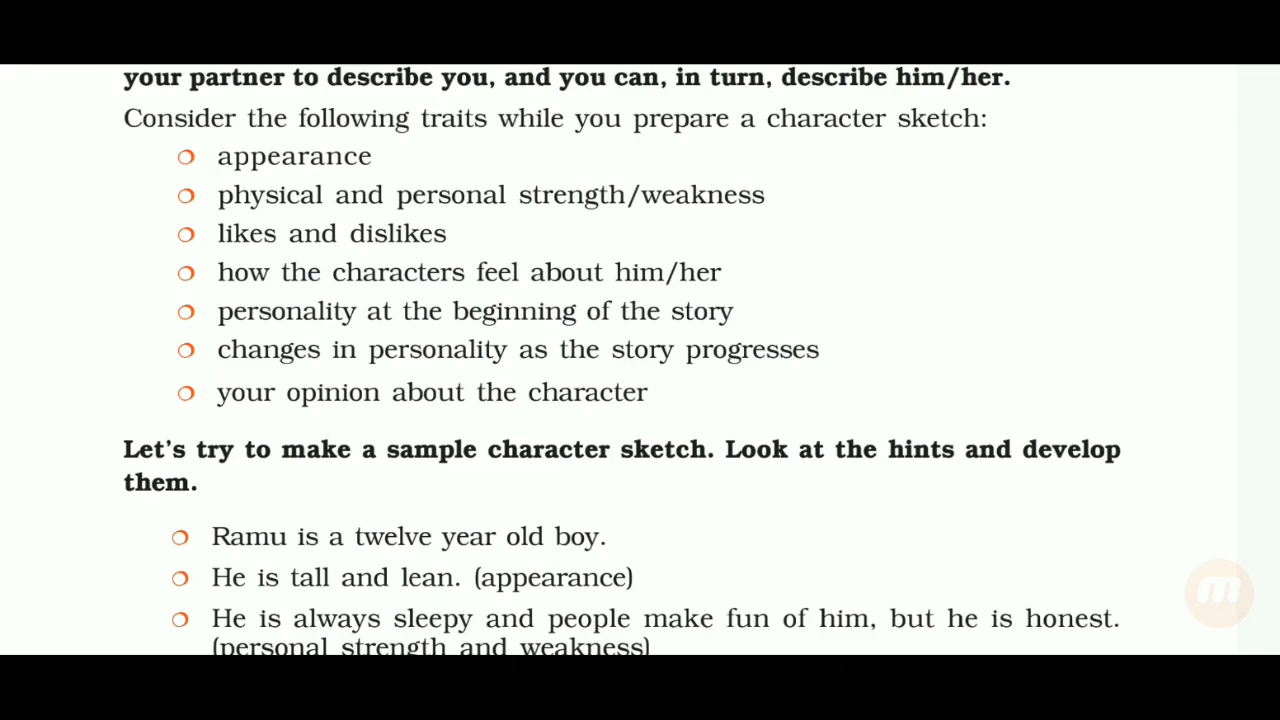 your partner to describe you, and you can, in turn, describe him/her.
Consider the following traits while you prepare a character sketch:
appearance
physical and personal strength/weakness
likes and dislikes
how the characters feel about him/her
personality at the beginning of the story
changes in personality as the story progresses
your opinion about the character
Let's try to make a sample character sketch. Look at the hints and develop
them.
Ramu is a twelve year old boy.
He is tall and lean. (appearance)
He is always sleepy and people make fun of him, but he is honest.
(personal strength and weakness)